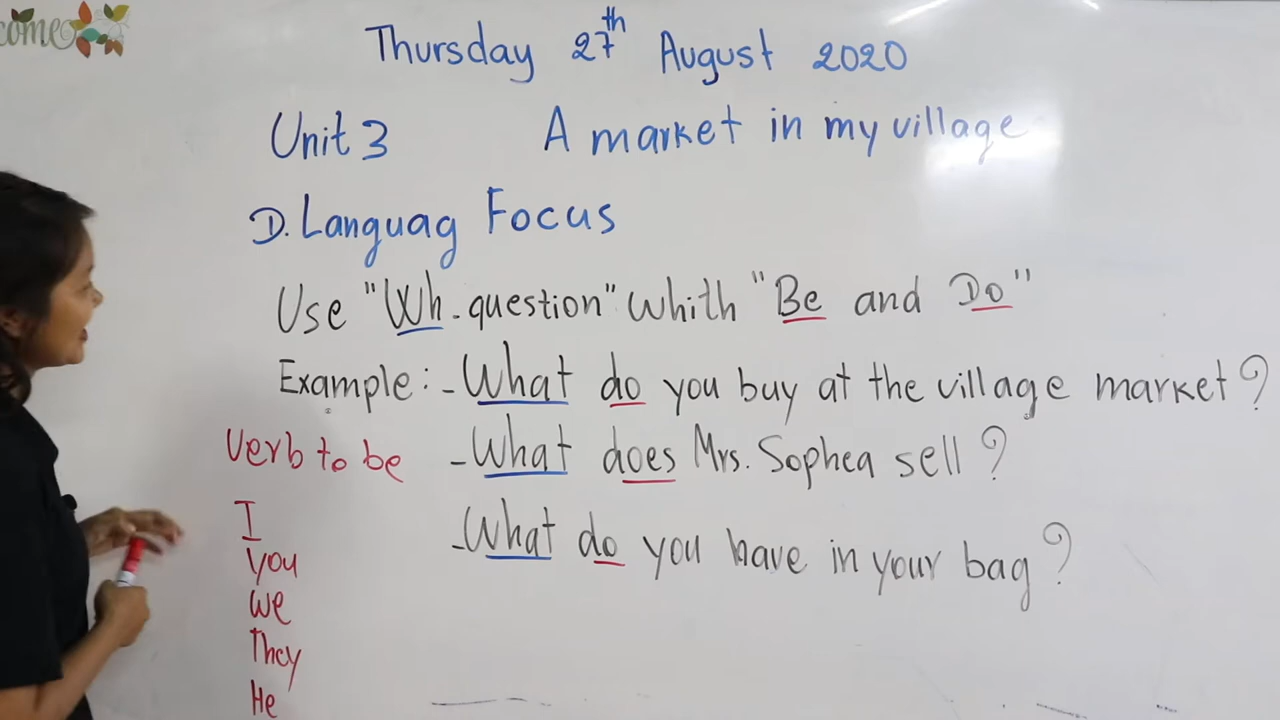 come
Thursday 27th August 2020
Unit 3 A market in my village
D. Languag Focus
Use "Wh-question" Whith "Be and Do"
Example: - What do you buy at the village market?
- What does Mrs. Sophea sell?
- What do you have in your bag?
Verb to be
I
you
we
They
He